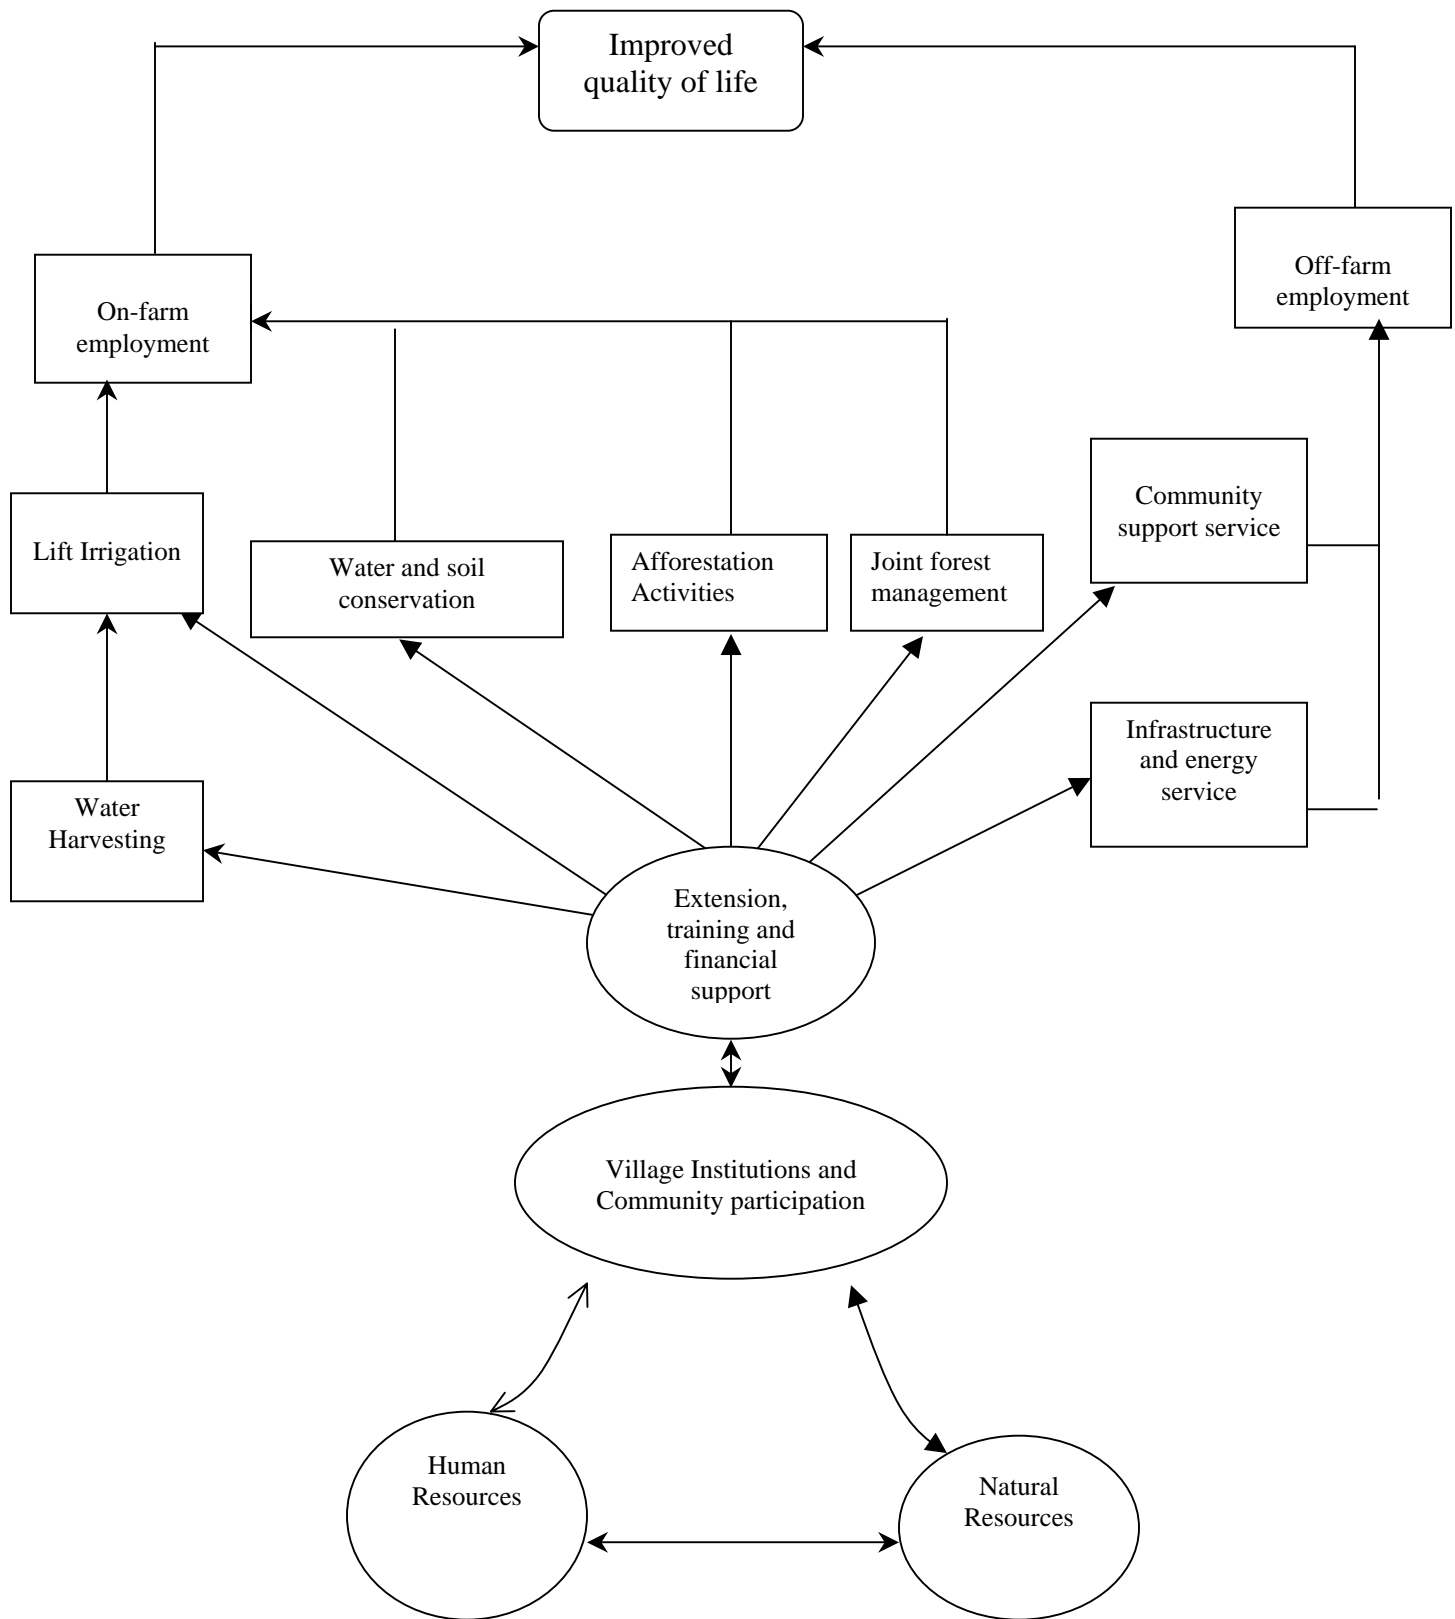 Improved
quality of life
Off-farm
employment
On-farm
employment
Community
support service
Lift Irrigation
Water and soil
conservation
Afforestation
Activities
Joint forest
management
Infrastructure
and energy
service
Water
Harvesting
Extension,
training and
financial
support
Village Institutions and
Community participation
Human
Resources
Natural
Resources